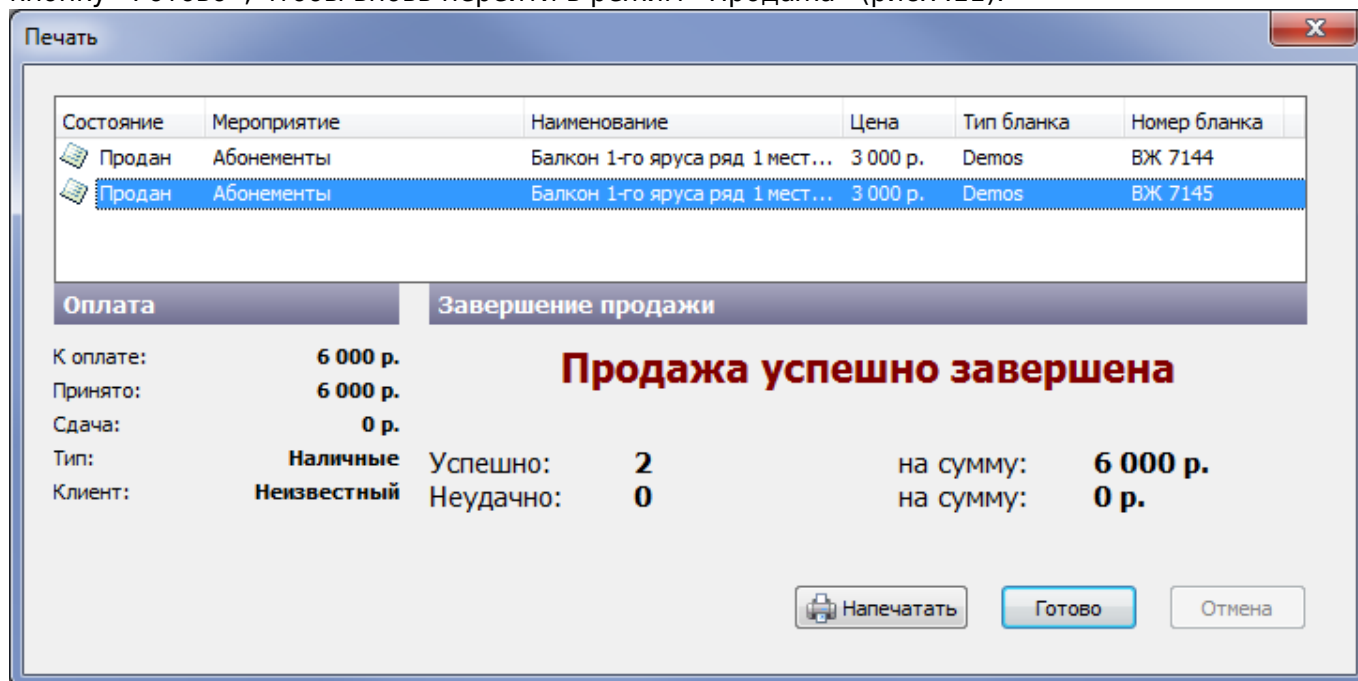 Печать
Состояние Мероприятие Наименование Цена Тип бланка Номер бланка
Продан Абонементы Балкон 1-го яруса ряд 1 мест... 3 000 р. Demos ВЖ 7144
Продан Абонементы Балкон 1-го яруса ряд 1 мест... 3 000 р. Demos ВЖ 7145
Оплата Завершение продажи
К оплате: 6 000 р.
Принято: 6 000 р.
Сдача: 0 р.
Тип: Наличные
Клиент: Неизвестный
Продажа успешно завершена
Успешно: 2 на сумму: 6 000 р.
Неудачно: 0 на сумму: 0 р.
Напечатать Готово Отмена